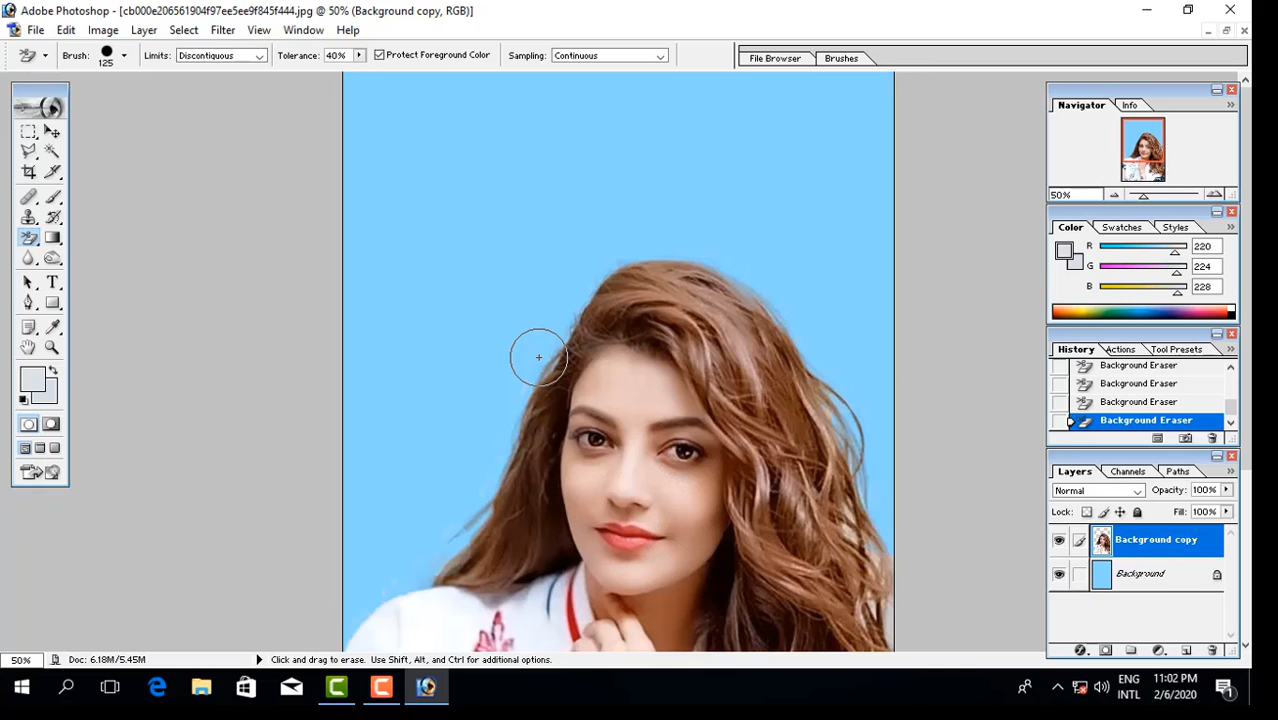 Adobe Photoshop - [cb000e206561904f97ee5ee9f845f444.jpg @ 50% (Background copy, RGB)]
File Edit Image Layer Select Filter View Window Help
Brush: 125 Limits: Discontiguous Tolerance: 40% Protect Foreground Color Sampling: Continuous File Browser Brushes
Navigator Info
50%
Color Swatches Styles
R 220
G 224
B 228
History Actions Tool Presets
Background Eraser
Background Eraser
Background Eraser
Background Eraser
Layers Channels Paths
Normal Opacity: 100%
Lock: Fill: 100%
Background copy
Background
50% Doc: 6.18M/5.45M Click and drag to erase. Use Shift, Alt, and Ctrl for additional options.
ENG 11:02 PM
INTL 2/6/2020
1